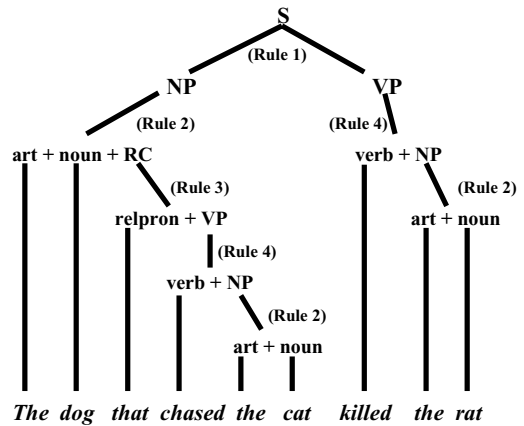 S
(Rule 1)
NP VP
(Rule 2) (Rule 4)
art + noun + RC verb + NP
(Rule 3) (Rule 2)
relpron + VP art + noun
(Rule 4)
verb + NP
(Rule 2)
art + noun
The dog that chased the cat killed the rat